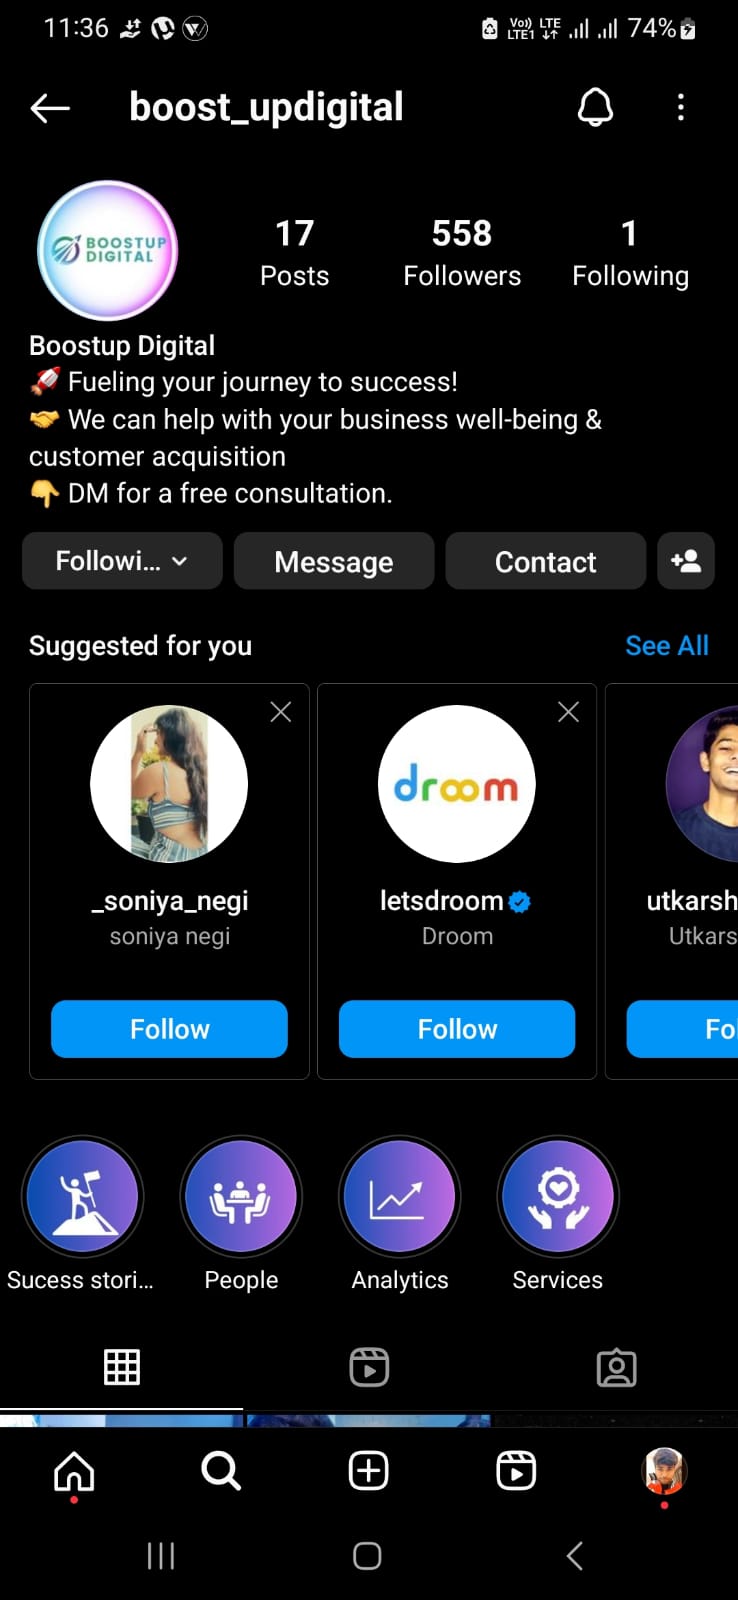 11:36
Vo)) LTE
LTE1
74%
boost_updigital
BOOSTUP
DIGITAL
17
558
1
Posts
Followers
Following
Boostup Digital
🚀 Fueling your journey to success!
🤝 We can help with your business well-being &
customer acquisition
👇 DM for a free consultation.
Followi...
Message
Contact
Suggested for you
See All
droom
_soniya_negi
letsdroom
utkarsh
soniya negi
Droom
Utkars
Follow
Follow
Fo
Sucess stori...
People
Analytics
Services